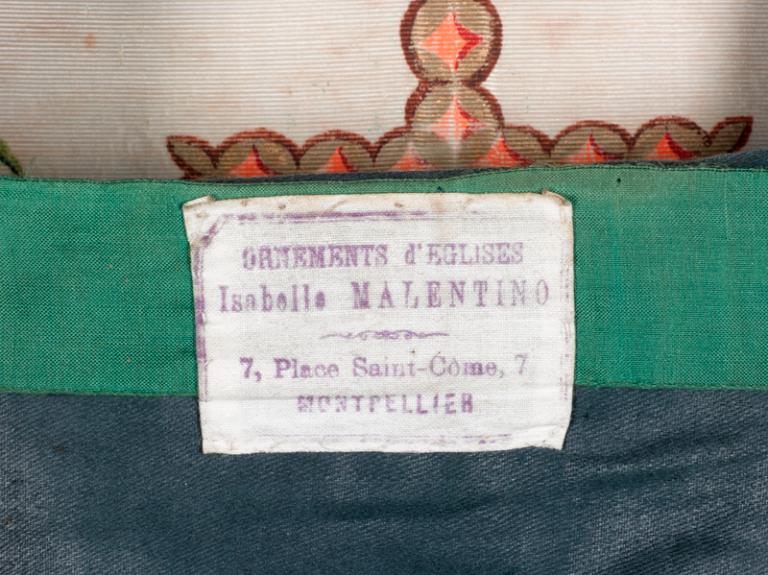 ORNEMENTS d'EGLISES
Isabelle MALENTINO
7, Place Saint-Côme, 7
MONTPELLIER